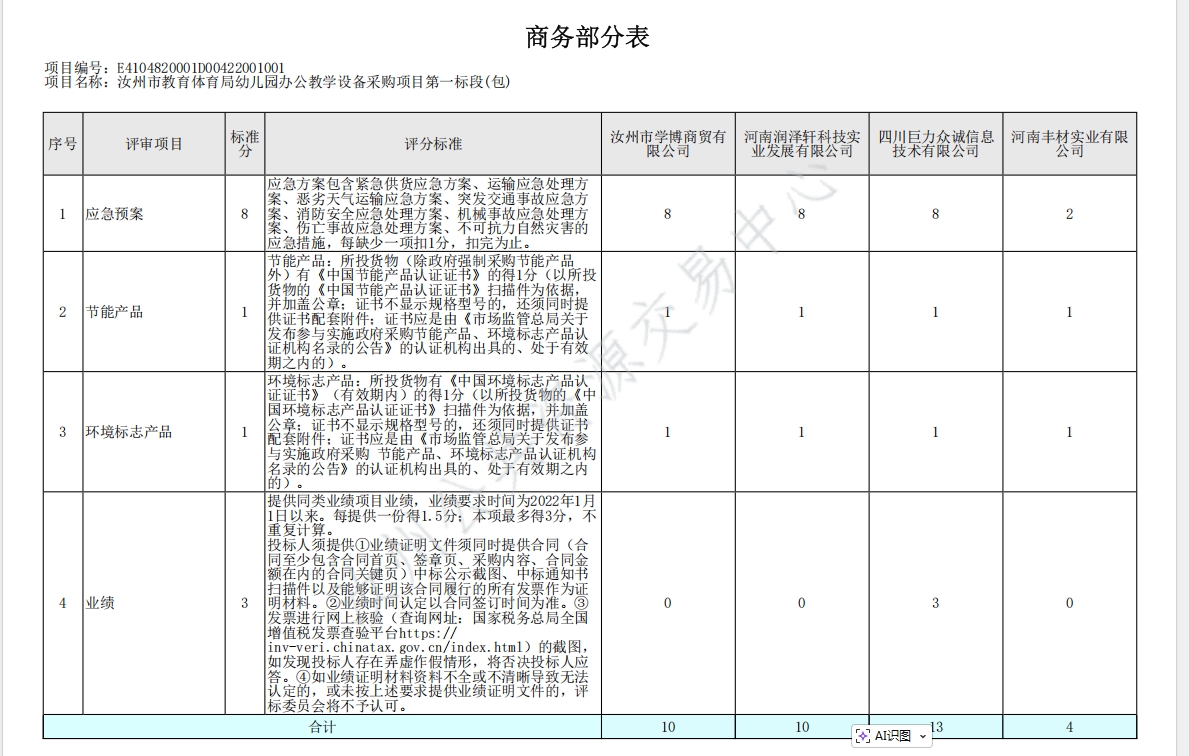 商务部分表
项目编号：E4104820001D00422001001
项目名称：汝州市教育体育局幼儿园办公教学设备采购项目第一标段(包)
序号 评审项目 标准分 评分标准 汝州市学博商贸有限公司 河南润泽轩科技实业发展有限公司 四川巨力众诚信息技术有限公司 河南丰材实业有限公司
1 应急预案 8
应急方案包含紧急供货应急方案、运输应急处理方
案、恶劣天气运输应急方案、突发交通事故应急方
案、消防安全应急处理方案、机械事故应急处理方
案、伤亡事故应急处理方案、不可抗力自然灾害的
应急措施，每缺少一项扣1分，扣完为止。
8 8 8 2
2 节能产品 1
节能产品：所投货物（除政府强制采购节能产品
外）有《中国节能产品认证证书》的得1分（以所投
货物的《中国节能产品认证证书》扫描件为依据，
并加盖公章；证书不显示规格型号的，还须同时提
供证书配套附件；证书应是由《市场监管总局关于
发布参与实施政府采购节能产品、环境标志产品认
证机构名录的公告》的认证机构出具的、处于有效
期之内的）。
1 1 1 1
3 环境标志产品 1
环境标志产品：所投货物有《中国环境标志产品认
证证书》（有效期内）的得1分（以所投货物的《中
国环境标志产品认证证书》扫描件为依据，并加盖
公章；证书不显示规格型号的，还须同时提供证书
配套附件；证书应是由《市场监管总局关于发布参
与实施政府采购 节能产品、环境标志产品认证机构
名录的公告》的认证机构出具的、处于有效期之内
的）。
1 1 1 1
4 业绩 3
提供同类业绩项目业绩，业绩要求时间为2022年1月
1日以来。每提供一份得1.5分；本项最多得3分，不
重复计算。
投标人须提供①业绩证明文件须同时提供合同（合
同至少包含合同首页、签章页、采购内容、合同金
额在内的合同关键页）中标公示截图、中标通知书
扫描件以及能够证明该合同履行的所有发票作为证
明材料。②业绩时间认定以合同签订时间为准。③
发票进行网上核验（查询网址：国家税务总局全国
增值税发票查验平台https://
inv-veri.chinatax.gov.cn/index.html）的截图，
如发现投标人存在弄虚作假情形，将否决投标人应
答。④如业绩证明材料资料不全或不清晰导致无法
认定的，或未按上述要求提供业绩证明文件的，评
标委员会将不予认可。
0 0 3 0
合计 10 10 13 4
AI识图